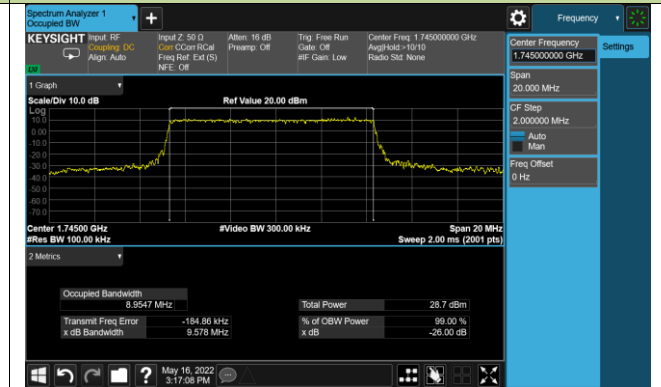 Spectrum Analyzer 1
Occupied BW
+
Frequency
KEYSIGHT
Input: RF
Coupling: DC
Align: Auto
Input Z: 50 Ω
Corr CCorr RCal
Freq Ref: Ext (S)
NFE: Off
Atten: 16 dB
Preamp: Off
Trig: Free Run
Gate: Off
#IF Gain: Low
Center Freq: 1.745000000 GHz
Avg|Hold:>10/10
Radio Std: None
Center Frequency
1.745000000 GHz
Settings
Span
20.000 MHz
CF Step
2.000000 MHz
Auto
Man
Freq Offset
0 Hz
1 Graph
Scale/Div 10.0 dB
Ref Value 20.00 dBm
Log
10.0
0.00
-10.0
-20.0
-30.0
-40.0
-50.0
-60.0
-70.0
Center 1.74500 GHz
#Video BW 300.00 kHz
Span 20 MHz
#Res BW 100.00 kHz
Sweep 2.00 ms (2001 pts)
2 Metrics
Occupied Bandwidth
8.9547 MHz
Total Power 28.7 dBm
Transmit Freq Error -184.86 kHz
% of OBW Power 99.00 %
x dB Bandwidth 9.578 MHz
x dB -26.00 dB
?
May 16, 2022
3:17:08 PM